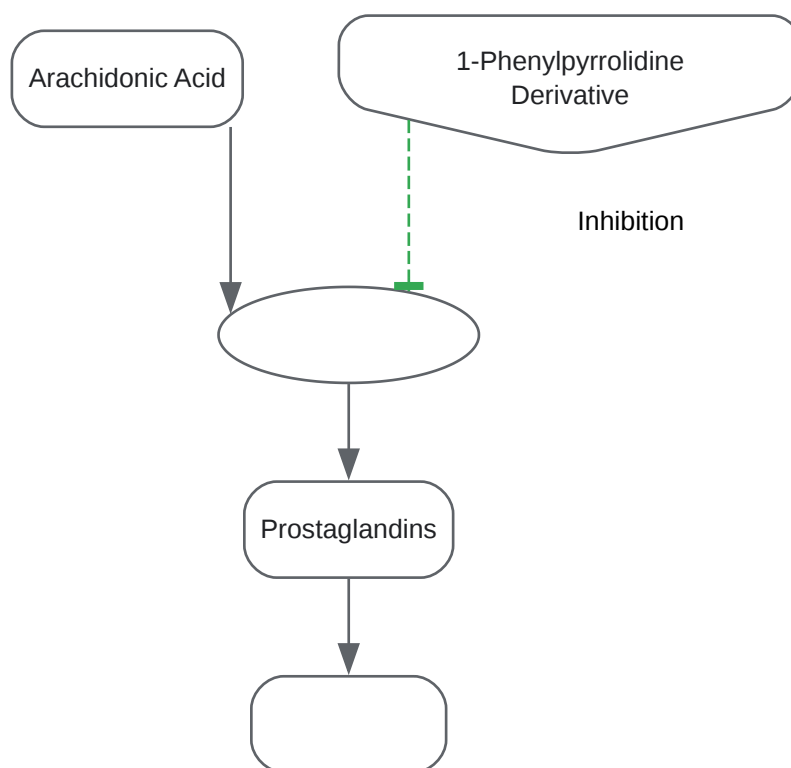 Arachidonic Acid
1-Phenylpyrrolidine
Derivative
Inhibition
Prostaglandins